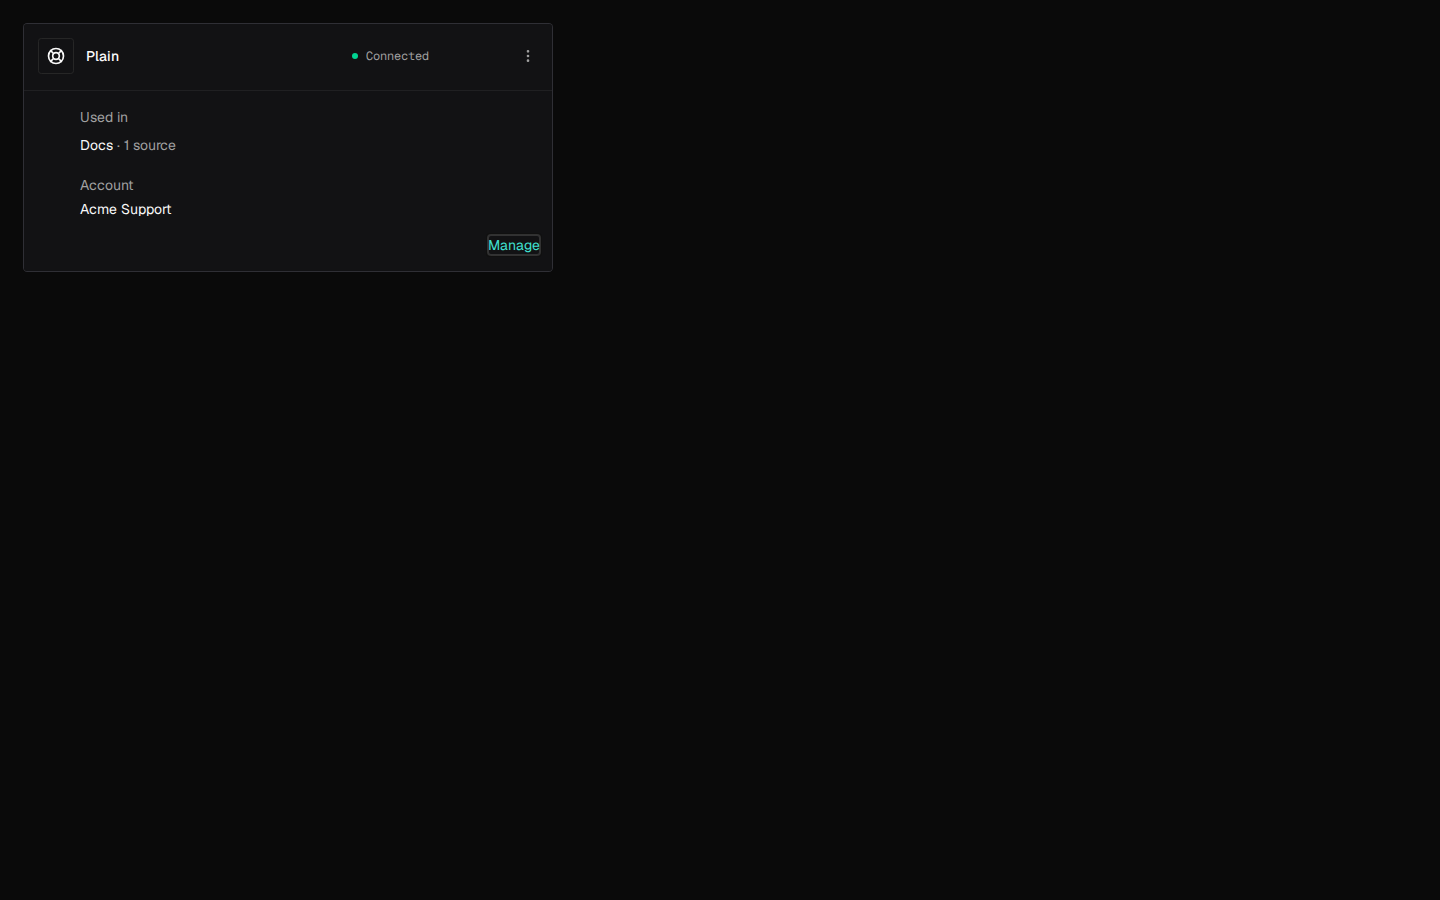 Plain
Connected
Used in
Docs · 1 source
Account
Acme Support
Manage